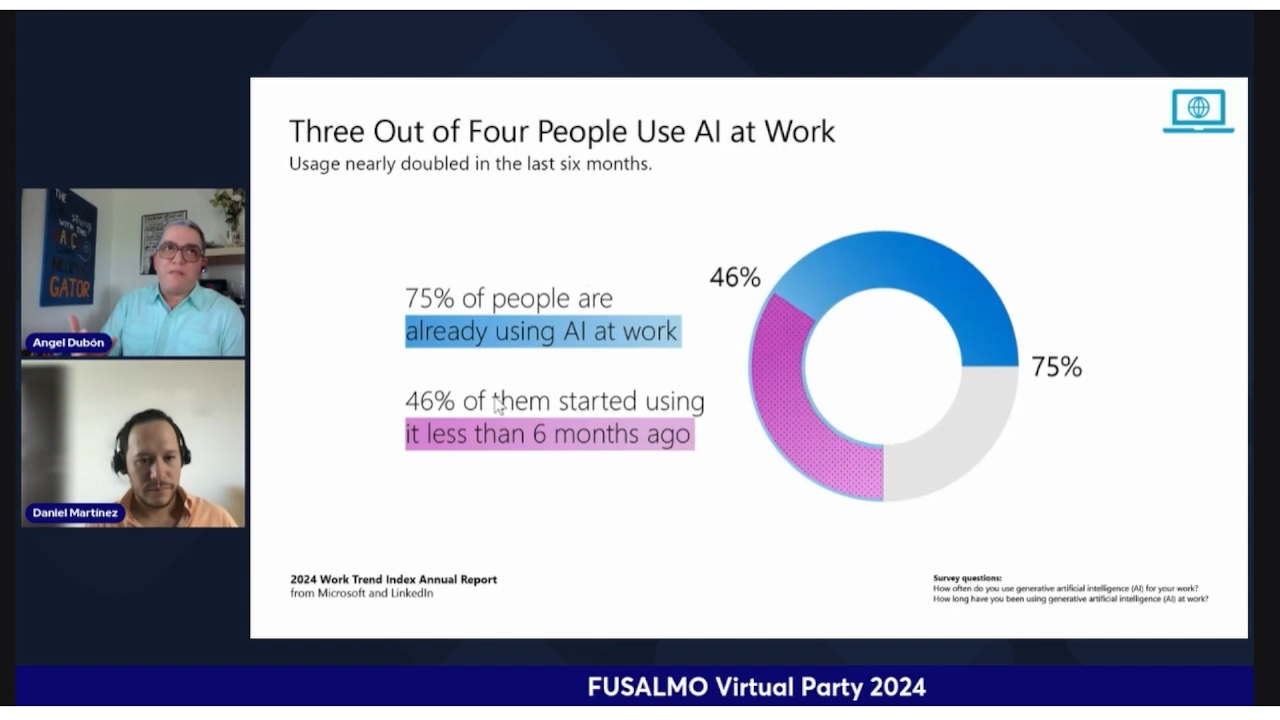 Three Out of Four People Use AI at Work
Usage nearly doubled in the last six months.
46%
75%
75% of people are
already using AI at work
46% of them started using
it less than 6 months ago
THE
GATOR
Angel Dubón
Daniel Martínez
2024 Work Trend Index Annual Report
from Microsoft and LinkedIn
Survey questions:
How often do you use generative artificial intelligence (AI) for your work?
How long have you been using generative artificial intelligence (AI) at work?
FUSALMO Virtual Party 2024